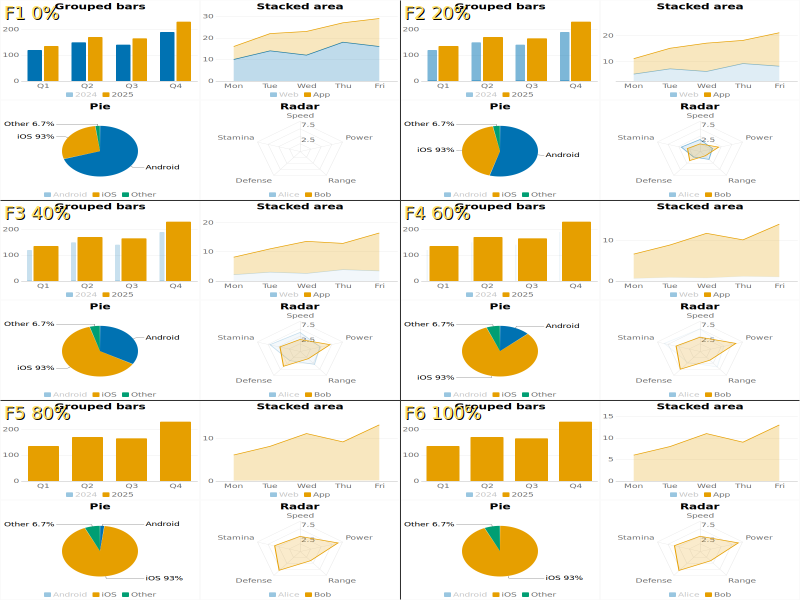 F1 0%
Grouped bars
200
100
0
Q1 Q2 Q3 Q4
2024 2025
Stacked area
30
20
10
0
Mon Tue Wed Thu Fri
Web App
Pie
Other 6.7%
iOS 93%
Android
Android iOS Other
Radar
Speed
7.5
2.5
Stamina
Power
Defense
Range
Alice Bob
F2 20%
Grouped bars
200
100
0
Q1 Q2 Q3 Q4
2024 2025
Stacked area
20
10
Mon Tue Wed Thu Fri
Web App
Pie
Other 6.7%
iOS 93%
Android
Android iOS Other
Radar
Speed
7.5
2.5
Stamina
Power
Defense
Range
Alice Bob
F3 40%
Grouped bars
200
100
0
Q1 Q2 Q3 Q4
2024 2025
Stacked area
20
10
0
Mon Tue Wed Thu Fri
Web App
Pie
Other 6.7%
Android
iOS 93%
Android iOS Other
Radar
Speed
7.5
2.5
Stamina
Power
Defense
Range
Alice Bob
F4 60%
Grouped bars
200
100
0
Q1 Q2 Q3 Q4
2024 2025
Stacked area
10
0
Mon Tue Wed Thu Fri
Web App
Pie
Other 6.7%
Android
iOS 93%
Android iOS Other
Radar
Speed
7.5
2.5
Stamina
Power
Defense
Range
Alice Bob
F5 80%
Grouped bars
200
100
0
Q1 Q2 Q3 Q4
2024 2025
Stacked area
10
0
Mon Tue Wed Thu Fri
Web App
Pie
Other 6.7%
Android
iOS 93%
Android iOS Other
Radar
Speed
7.5
2.5
Stamina
Power
Defense
Range
Alice Bob
F6 100%
Grouped bars
200
100
0
Q1 Q2 Q3 Q4
2024 2025
Stacked area
15
10
5
0
Mon Tue Wed Thu Fri
Web App
Pie
Other 6.7%
iOS 93%
Android iOS Other
Radar
Speed
7.5
2.5
Stamina
Power
Defense
Range
Alice Bob